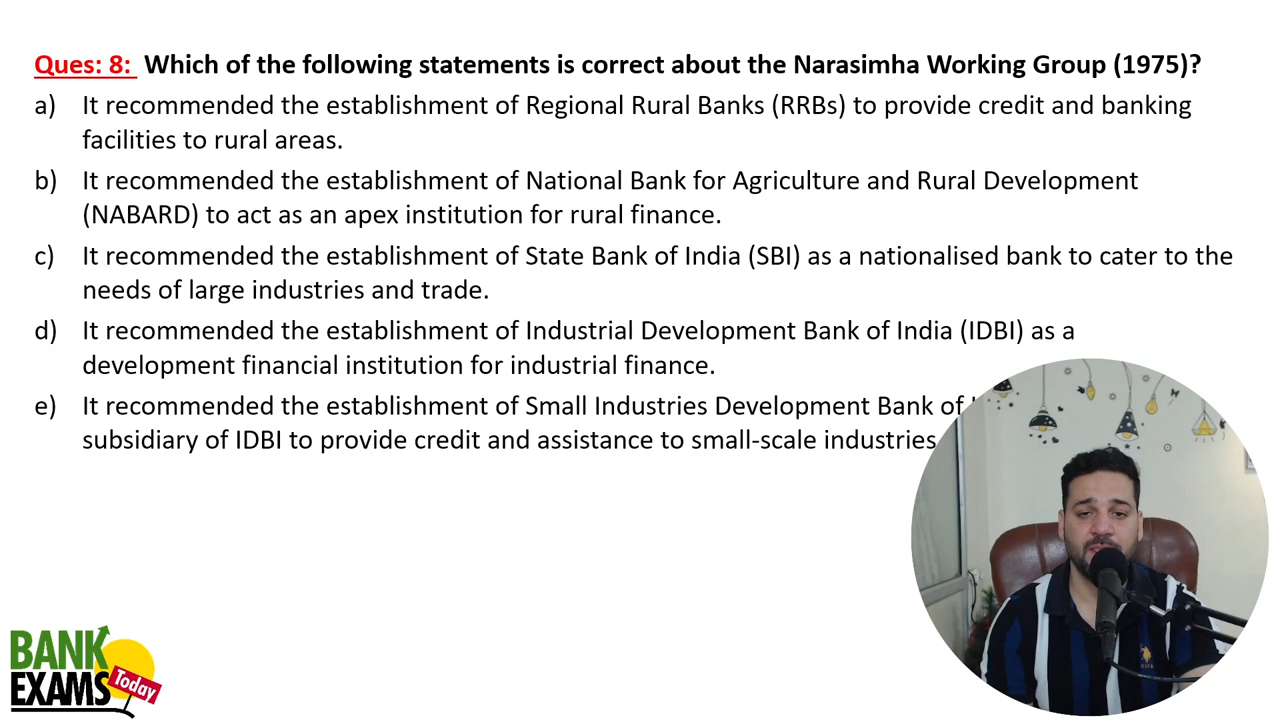 Ques: 8: Which of the following statements is correct about the Narasimha Working Group (1975)?
a) It recommended the establishment of Regional Rural Banks (RRBs) to provide credit and banking
facilities to rural areas.
b) It recommended the establishment of National Bank for Agriculture and Rural Development
(NABARD) to act as an apex institution for rural finance.
c) It recommended the establishment of State Bank of India (SBI) as a nationalised bank to cater to the
needs of large industries and trade.
d) It recommended the establishment of Industrial Development Bank of India (IDBI) as a
development financial institution for industrial finance.
e) It recommended the establishment of Small Industries Development Bank of
subsidiary of IDBI to provide credit and assistance to small-scale industries
BANK
EXAMS
Today